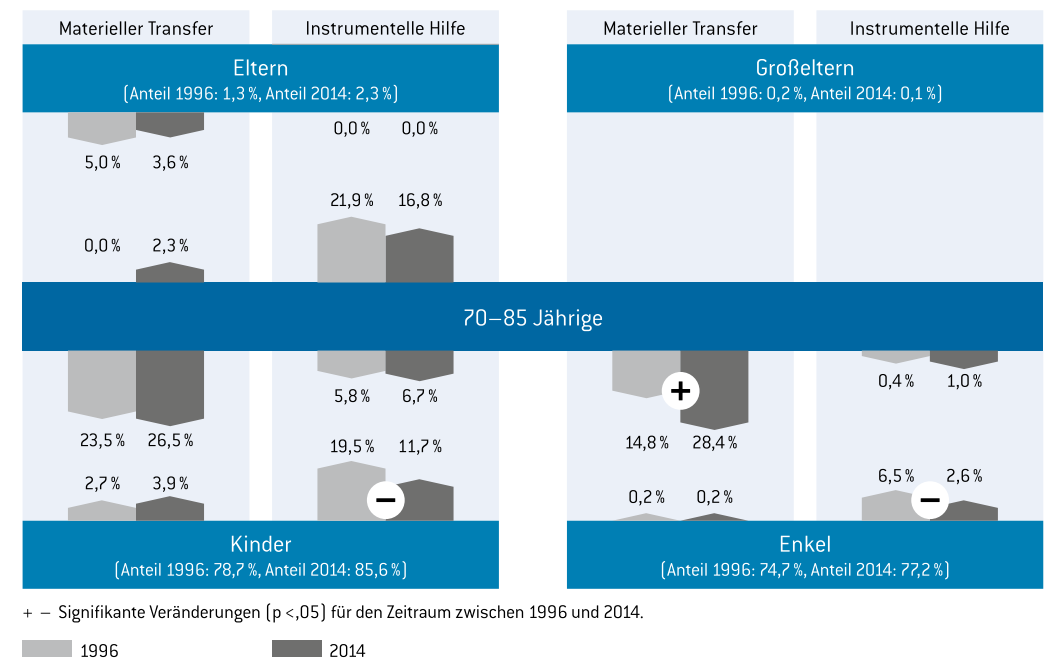 Materieller Transfer
Instrumentelle Hilfe
Materieller Transfer
Instrumentelle Hilfe
Eltern
(Anteil 1996: 1,3 %, Anteil 2014: 2,3 %)
Großeltern
(Anteil 1996: 0,2 %, Anteil 2014: 0,1 %)
5,0 % 3,6 %
0,0 % 0,0 %
0,0 % 2,3 %
21,9 % 16,8 %
70–85 Jährige
23,5 % 26,5 %
5,8 % 6,7 %
+
14,8 % 28,4 %
0,4 % 1,0 %
2,7 % 3,9 %
19,5 % 11,7 %
−
0,2 % 0,2 %
6,5 % 2,6 %
−
Kinder
(Anteil 1996: 78,7 %, Anteil 2014: 85,6 %)
Enkel
(Anteil 1996: 74,7 %, Anteil 2014: 77,2 %)
+ − Signifikante Veränderungen (p <,05) für den Zeitraum zwischen 1996 und 2014.
1996
2014